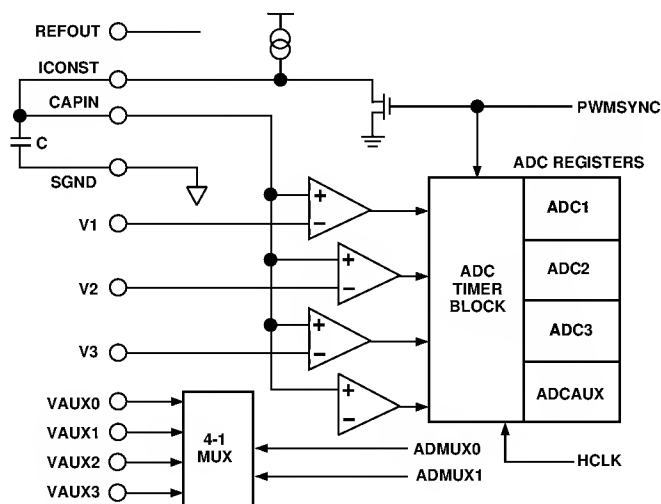 REFOUT
ICONST
CAPIN
C
SGND
PWMSYNC
ADC REGISTERS
V1
+
−
ADC1
V2
+
−
ADC
TIMER
BLOCK
ADC2
V3
+
−
ADC3
+
−
ADCAUX
VAUX0
VAUX1
VAUX2
VAUX3
4-1
MUX
ADMUX0
ADMUX1
HCLK